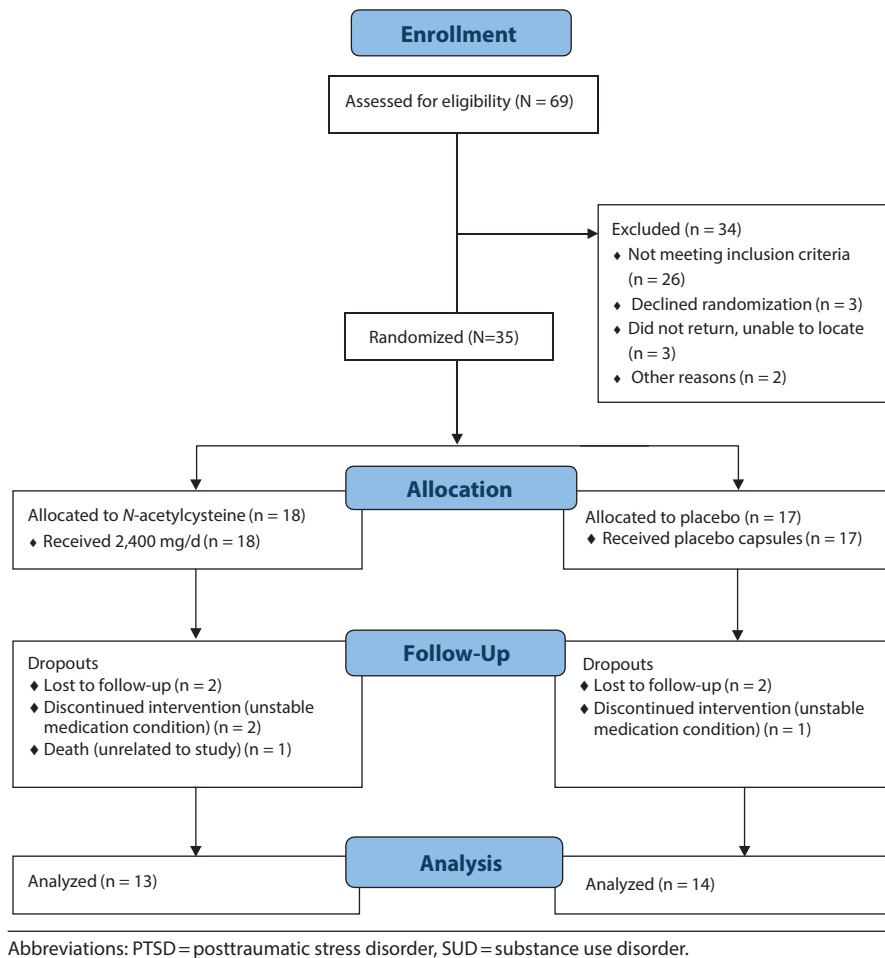 Enrollment
Assessed for eligibility (N = 69)
Excluded (n = 34)
♦ Not meeting inclusion criteria
(n = 26)
♦ Declined randomization (n = 3)
♦ Did not return, unable to locate
(n = 3)
♦ Other reasons (n = 2)
Randomized (N=35)
Allocation
Allocated to N-acetylcysteine (n = 18)
♦ Received 2,400 mg/d (n = 18)
Allocated to placebo (n = 17)
♦ Received placebo capsules (n = 17)
Follow-Up
Dropouts
♦ Lost to follow-up (n = 2)
♦ Discontinued intervention (unstable
medication condition) (n = 2)
♦ Death (unrelated to study) (n = 1)
Dropouts
♦ Lost to follow-up (n = 2)
♦ Discontinued intervention (unstable
medication condition) (n = 1)
Analysis
Analyzed (n = 13)
Analyzed (n = 14)
Abbreviations: PTSD = posttraumatic stress disorder, SUD = substance use disorder.